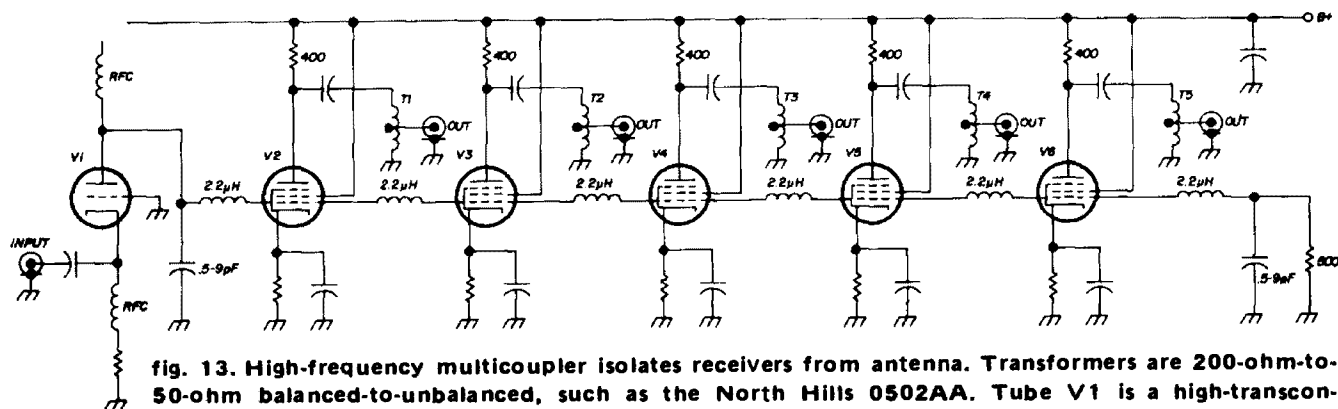 B+
RFC
400
400
400
400
400
T1
T2
T3
T4
T5
OUT
OUT
OUT
OUT
OUT
V1
V2
V3
V4
V5
V6
2.2µH
2.2µH
2.2µH
2.2µH
2.2µH
2.2µH
INPUT
.5-9pF
.5-9pF
RFC
fig. 13. High-frequency multicoupler isolates receivers from antenna. Transformers are 200-ohm-to-
50-ohm balanced-to-unbalanced, such as the North Hills 0502AA. Tube V1 is a high-transcon-